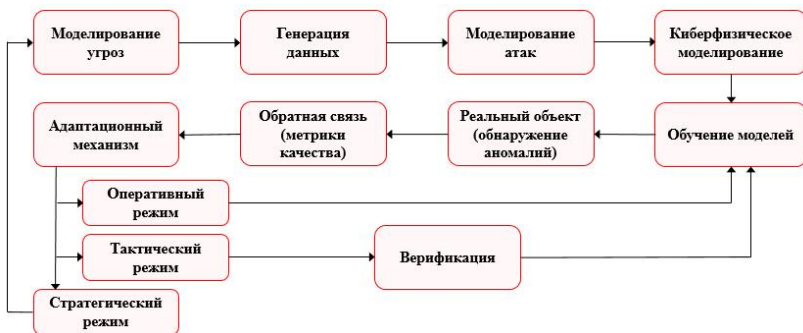 Моделирование
угроз
Генерация
данных
Моделирование
атак
Киберфизическое
моделирование
Адаптационный
механизм
Обратная связь
(метрики
качества)
Реальный объект
(обнаружение
аномалий)
Обучение моделей
Оперативный
режим
Тактический
режим
Верификация
Стратегический
режим